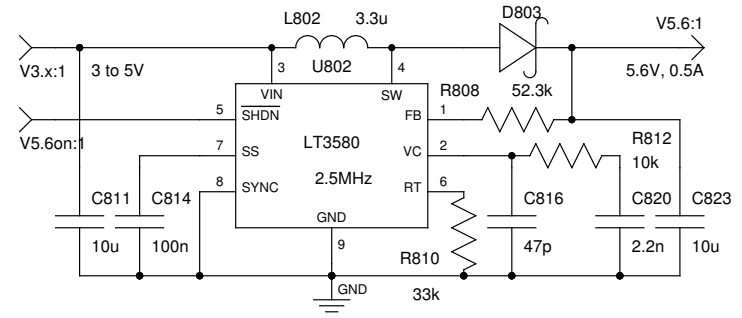 L802 3.3u
D803
V5.6:1
V3.x:1
3 to 5V
3
U802
4
5.6V, 0.5A
VIN
SW
R808
52.3k
V5.6on:1
5
SHDN
FB
1
7
SS
LT3580
VC
2
R812
10k
8
SYNC
2.5MHz
RT
6
C811
C814
C816
C820
C823
GND
10u
100n
9
R810
47p
2.2n
10u
GND
33k